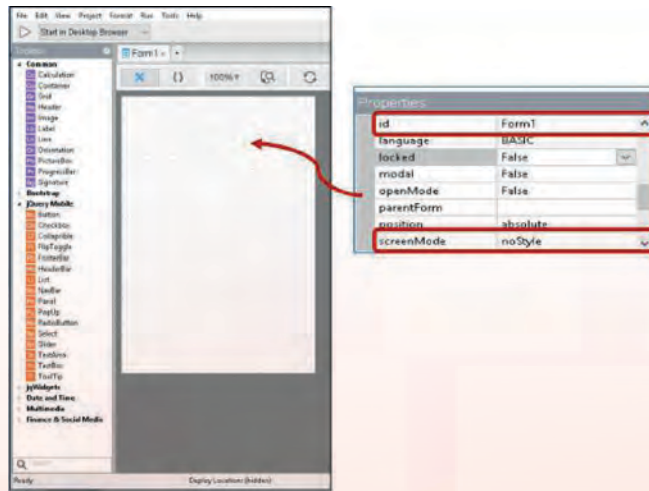 File Edit View Project Format Run Tools Help
Start in Desktop Browser
Form1
100%
Common
Calculation
Container
Grid
Header
Image
Label
Line
Orientation
PictureBox
ProgressBar
Signature
Bootstrap
jQuery Mobile
Button
Checkbox
Collapsible
FlipToggle
FooterBar
HeaderBar
List
NavBar
Panel
PopUp
RadioButton
Select
Slider
TextArea
TextBox
ToolTip
jqWidgets
Date and Time
Multimedia
Finance & Social Media
Ready
Display Locations (hidden)
Properties
id Form1
language BASIC
locked False
modal False
openMode False
parentForm
position absolute
screenMode noStyle